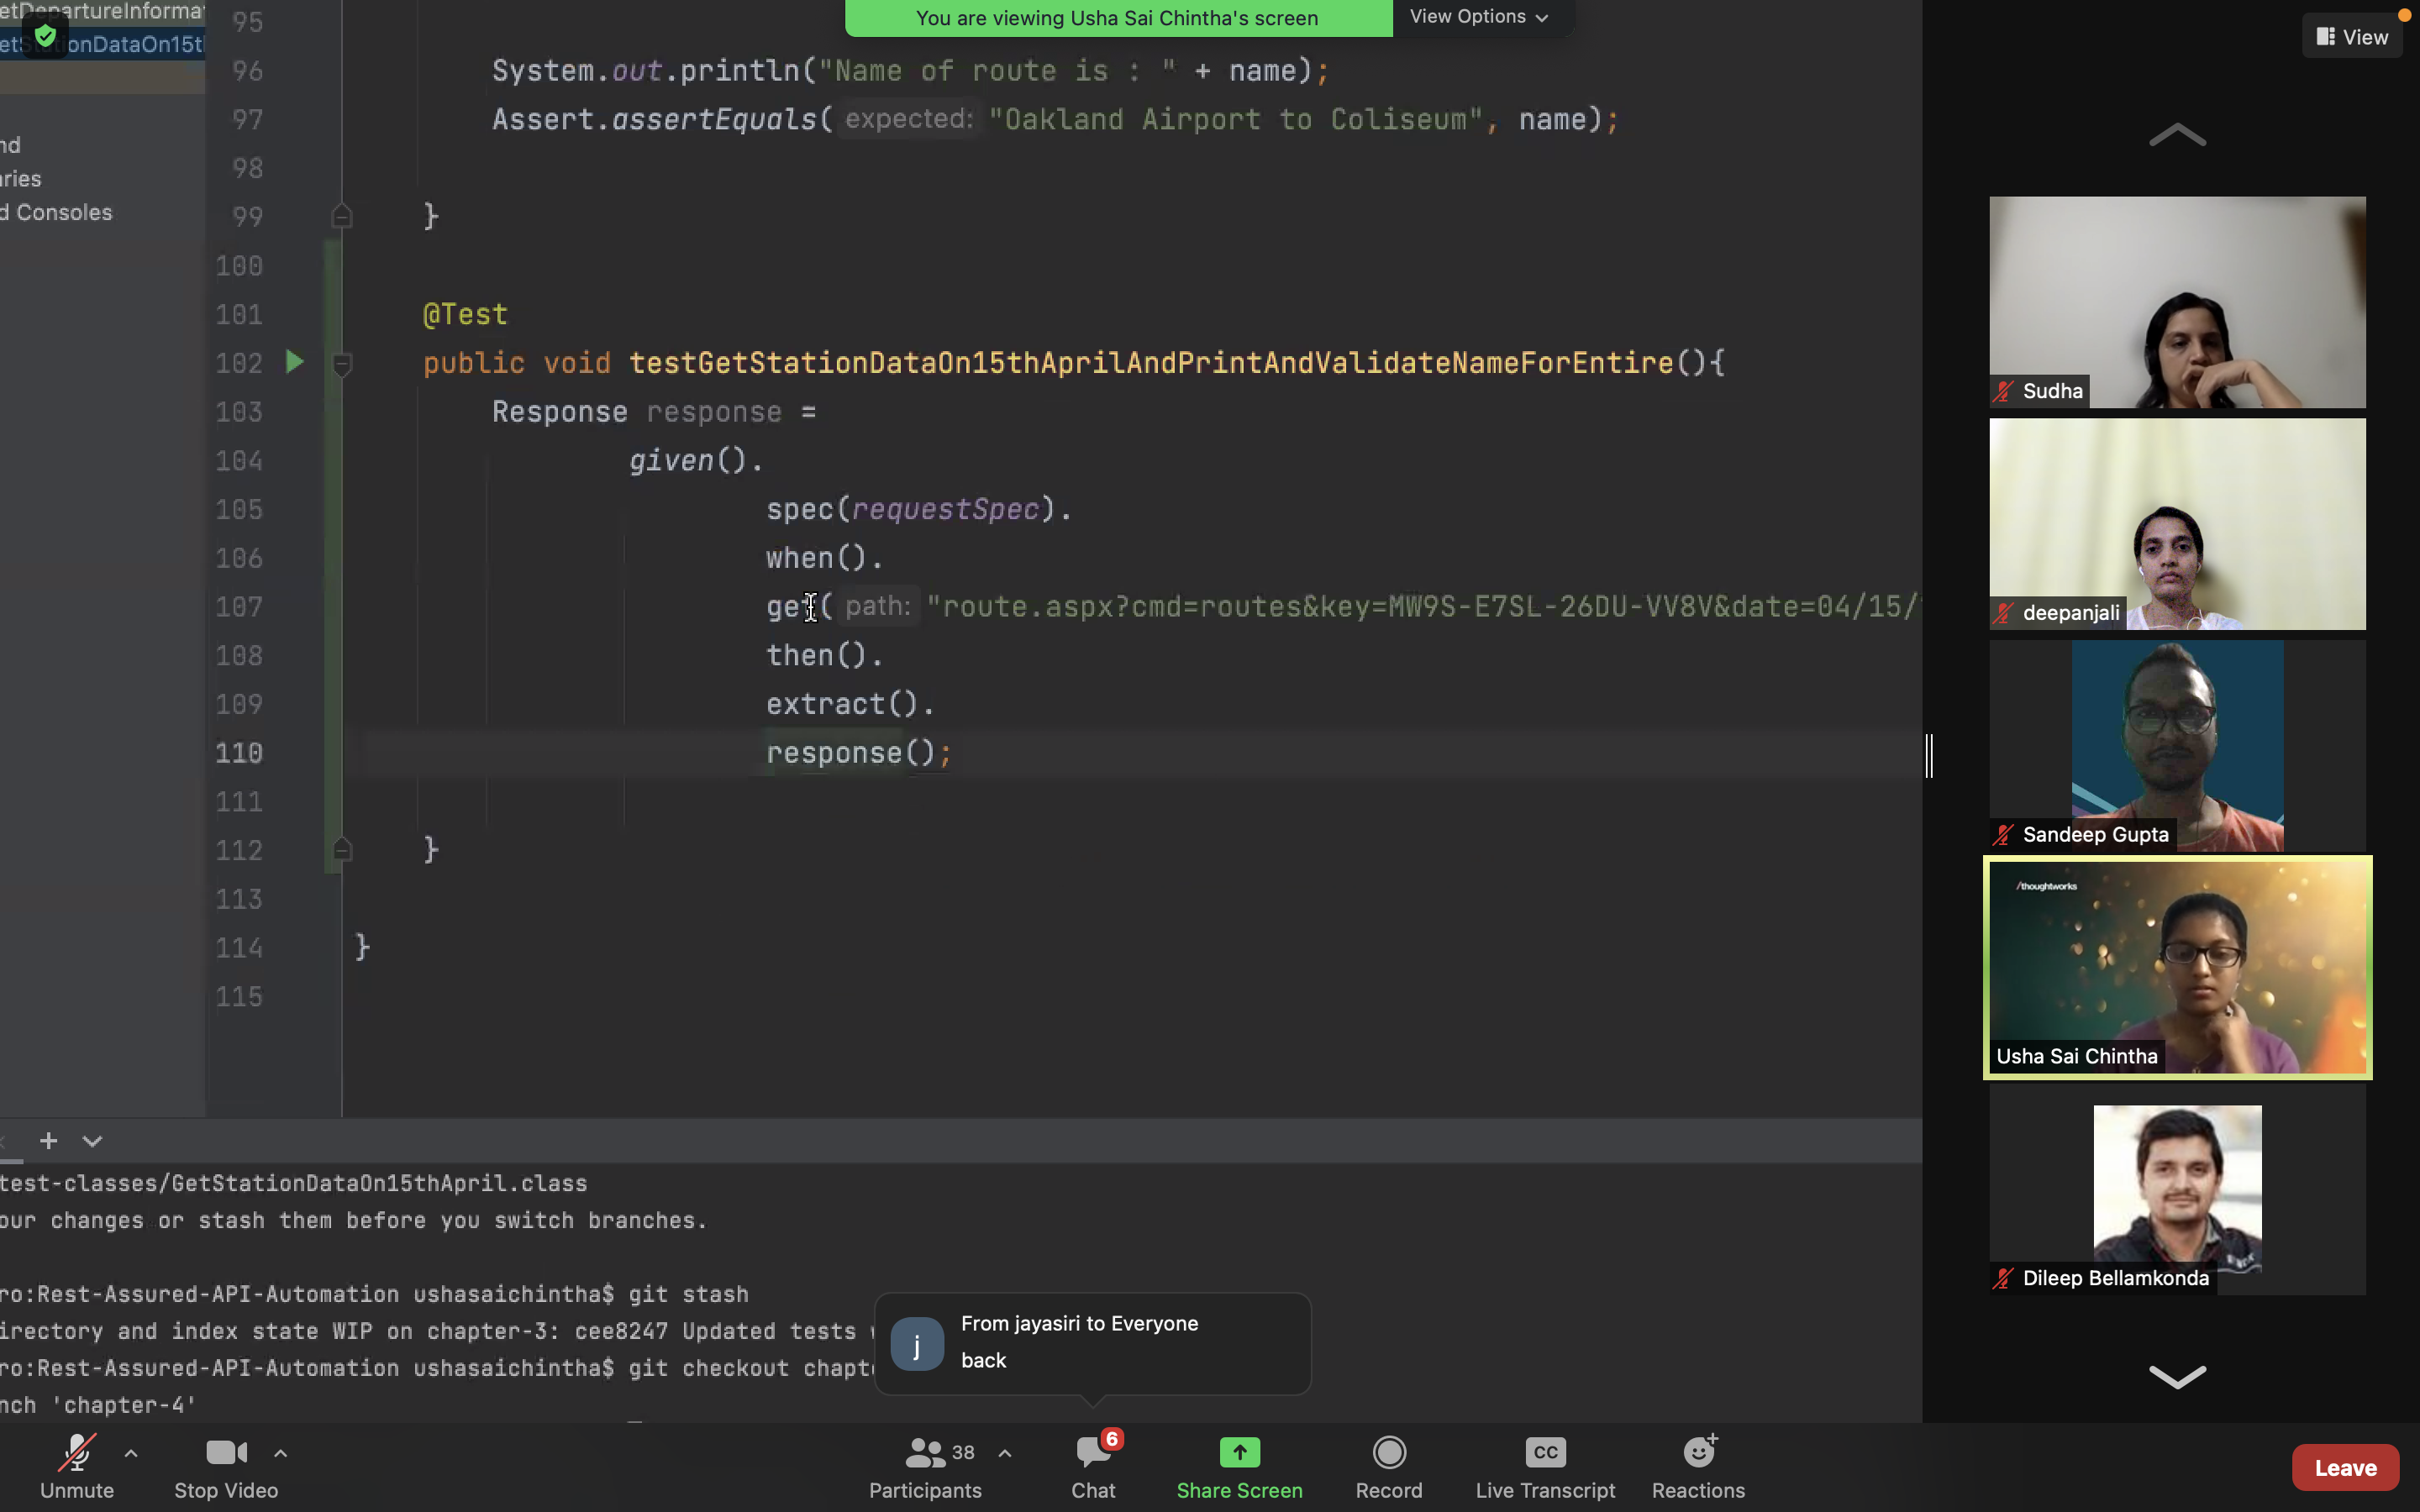 etDepartureInforma
You are viewing Usha Sai Chintha's screen
View Options
View
95
96 System.out.println("Name of route is : " + name);
97 Assert.assertEquals( expected: "Oakland Airport to Coliseum", name);
98
99 }
100
101 @Test
102 public void testGetStationDataOn15thAprilAndPrintAndValidateNameForEntire(){
103 Response response =
104 given().
105 spec(requestSpec).
106 when().
107 get( path: "route.aspx?cmd=routes&key=MW9S-E7SL-26DU-VV8V&date=04/15/
108 then().
109 extract().
110 response();
111
112 }
113
114 }
115
nd
ries
d Consoles
Sudha
deepanjali
Sandeep Gupta
/thoughtworks
Usha Sai Chintha
Dileep Bellamkonda
test-classes/GetStationDataOn15thApril.class
our changes or stash them before you switch branches.
ro:Rest-Assured-API-Automation ushasaichintha$ git stash
irectory and index state WIP on chapter-3: cee8247 Updated tests
ro:Rest-Assured-API-Automation ushasaichintha$ git checkout chapt
nch 'chapter-4'
j
From jayasiri to Everyone
back
Unmute
Stop Video
38
Participants
6
Chat
Share Screen
Record
CC
Live Transcript
Reactions
Leave